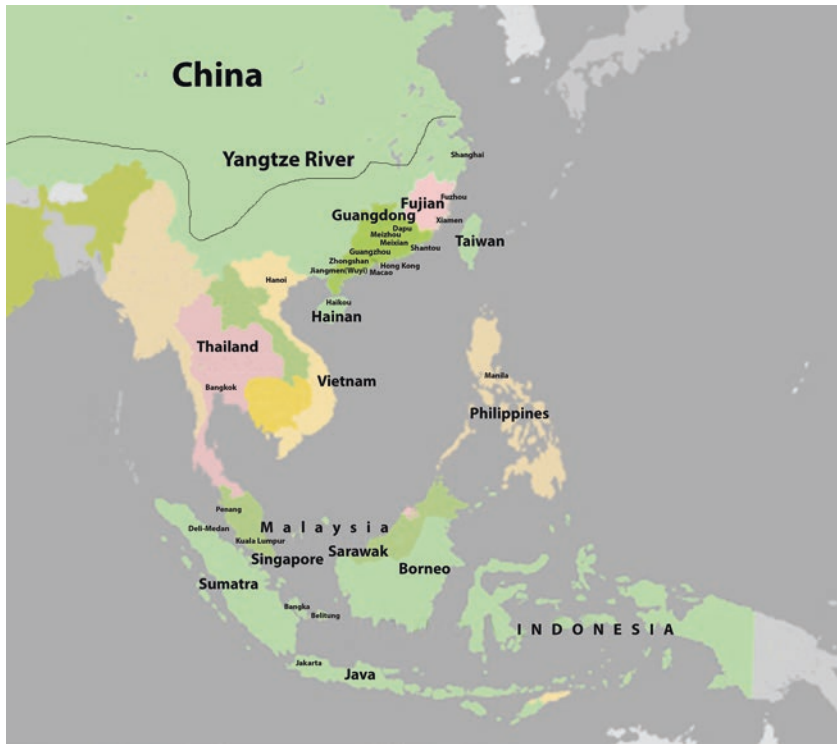 China
Yangtze River
Shanghai
Fujian
Fuzhou
Guangdong
Xiamen
Dapu
Meizhou
Meixian
Taiwan
Shantou
Guangzhou
Zhongshan
Hong Kong
Jiangmen(Wuyi)
Macao
Hanoi
Haikou
Hainan
Thailand
Manila
Bangkok
Vietnam
Philippines
Penang
Deli-Medan
Malaysia
Kuala Lumpur
Singapore
Sarawak
Borneo
Sumatra
Bangka
Belitung
INDONESIA
Jakarta
Java